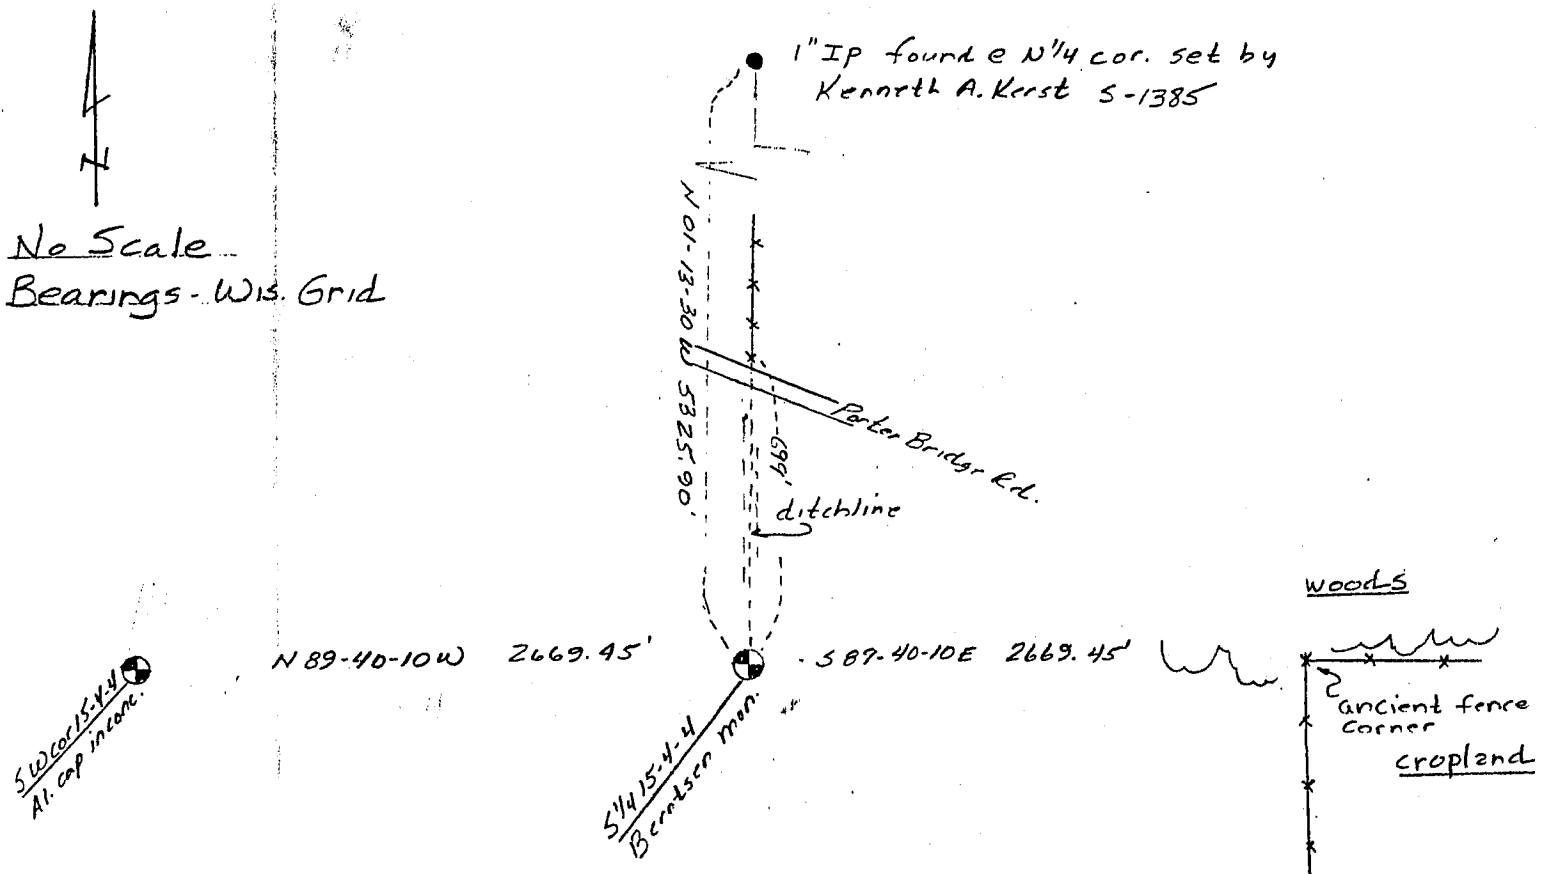 1" IP found @ N1/4 cor. set by
Kenneth A. Kerst S-1385
N
No Scale
Bearings - Wis. Grid
N 01-13-30 W 5325.90'
Porter Bridge Rd.
699'
ditchline
woods
N 89-40-10 W 2669.45'
S 89-40-10 E 2669.45'
ancient fence
corner
cropland
SW cor 15-4-4
Al. cap in conc.
S1/4 15-4-4
Berntsen mon.